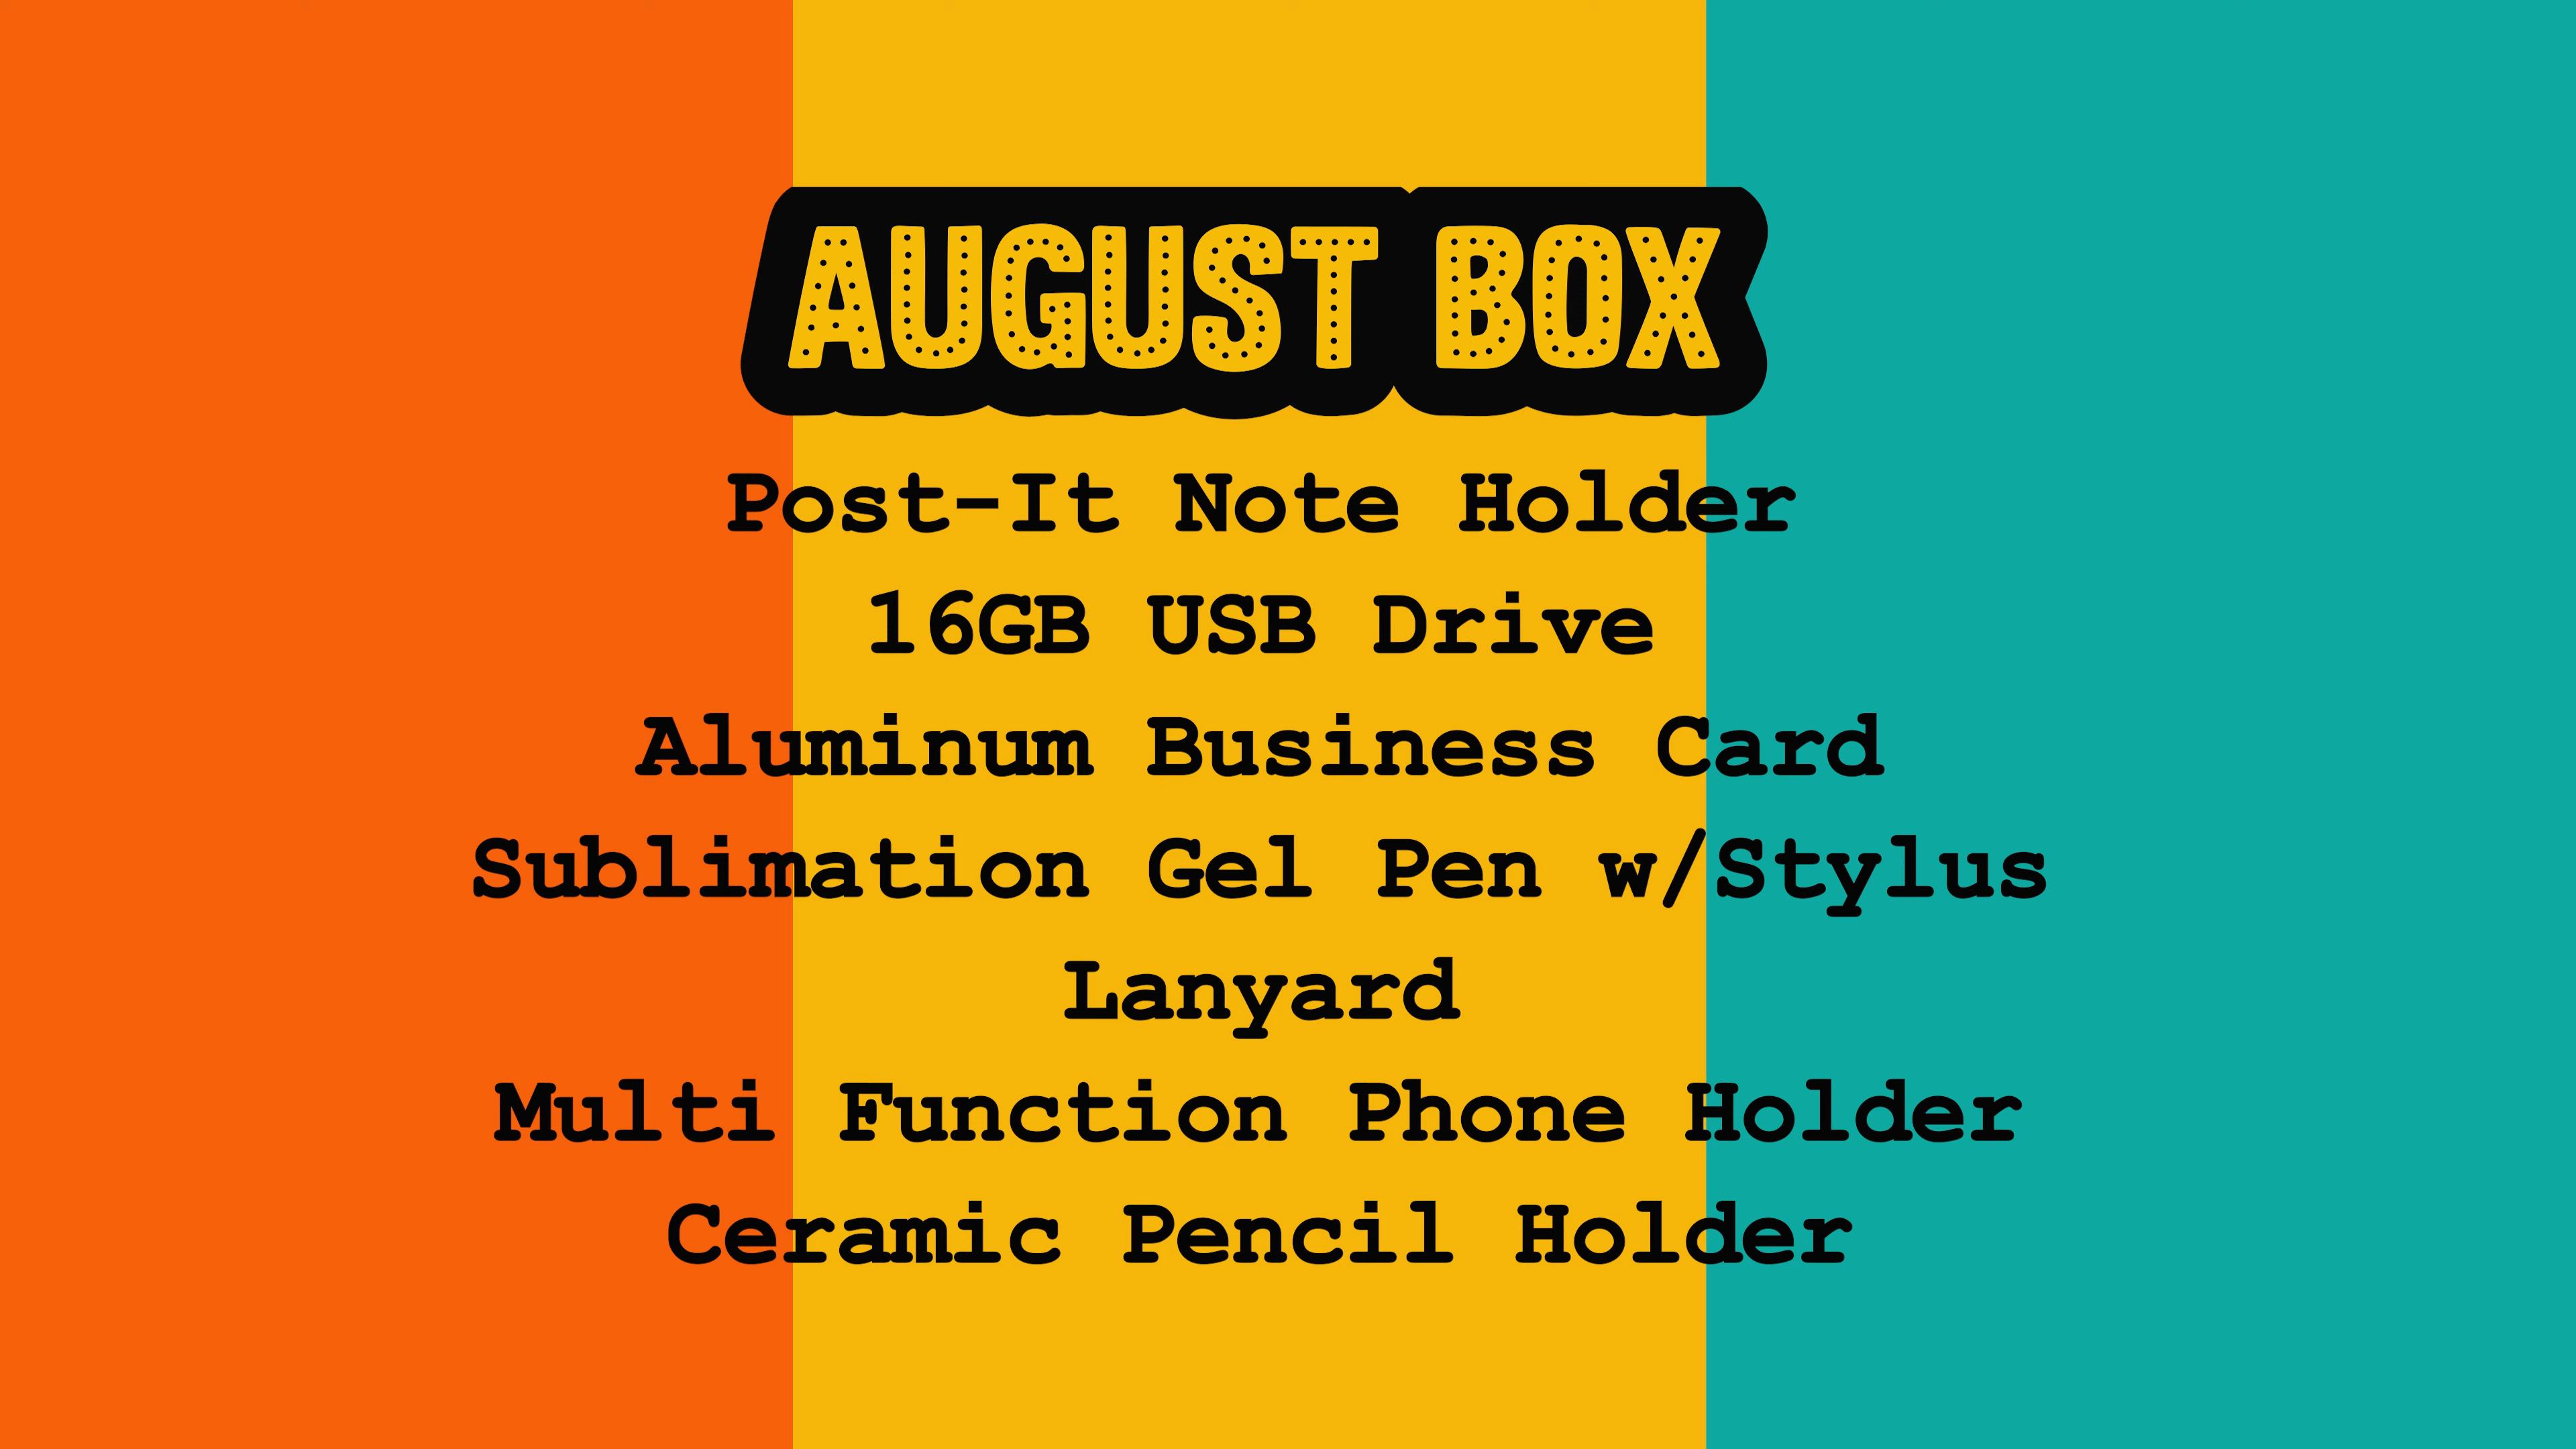 AUGUST BOX
Post-It Note Holder
16GB USB Drive
Aluminum Business Card
Sublimation Gel Pen w/Stylus
Lanyard
Multi Function Phone Holder
Ceramic Pencil Holder